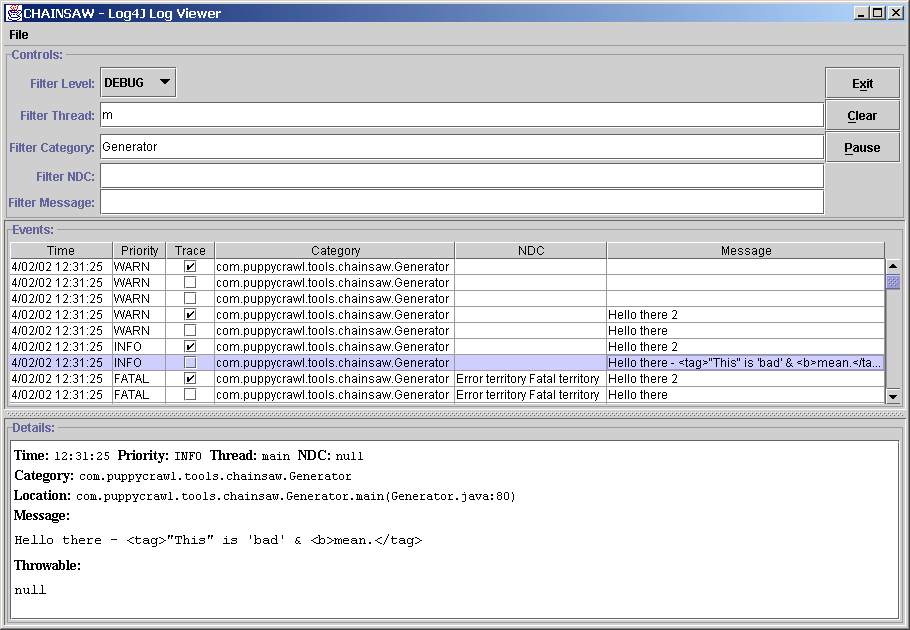 CHAINSAW - Log4J Log Viewer
File
Controls:
Filter Level: DEBUG Exit
Filter Thread: m Clear
Filter Category: Generator Pause
Filter NDC:
Filter Message:
Events:
Time Priority Trace Category NDC Message
4/02/02 12:31:25 WARN com.puppycrawl.tools.chainsaw.Generator
4/02/02 12:31:25 WARN com.puppycrawl.tools.chainsaw.Generator
4/02/02 12:31:25 WARN com.puppycrawl.tools.chainsaw.Generator
4/02/02 12:31:25 WARN com.puppycrawl.tools.chainsaw.Generator Hello there 2
4/02/02 12:31:25 WARN com.puppycrawl.tools.chainsaw.Generator Hello there
4/02/02 12:31:25 INFO com.puppycrawl.tools.chainsaw.Generator Hello there 2
4/02/02 12:31:25 INFO com.puppycrawl.tools.chainsaw.Generator Hello there - <tag>"This" is 'bad' & <b>mean.</ta...
4/02/02 12:31:25 FATAL com.puppycrawl.tools.chainsaw.Generator Error territory Fatal territory Hello there 2
4/02/02 12:31:25 FATAL com.puppycrawl.tools.chainsaw.Generator Error territory Fatal territory Hello there
Details:
Time: 12:31:25 Priority: INFO Thread: main NDC: null
Category: com.puppycrawl.tools.chainsaw.Generator
Location: com.puppycrawl.tools.chainsaw.Generator.main(Generator.java:80)
Message:
Hello there - <tag>"This" is 'bad' & <b>mean.</tag>
Throwable:
null